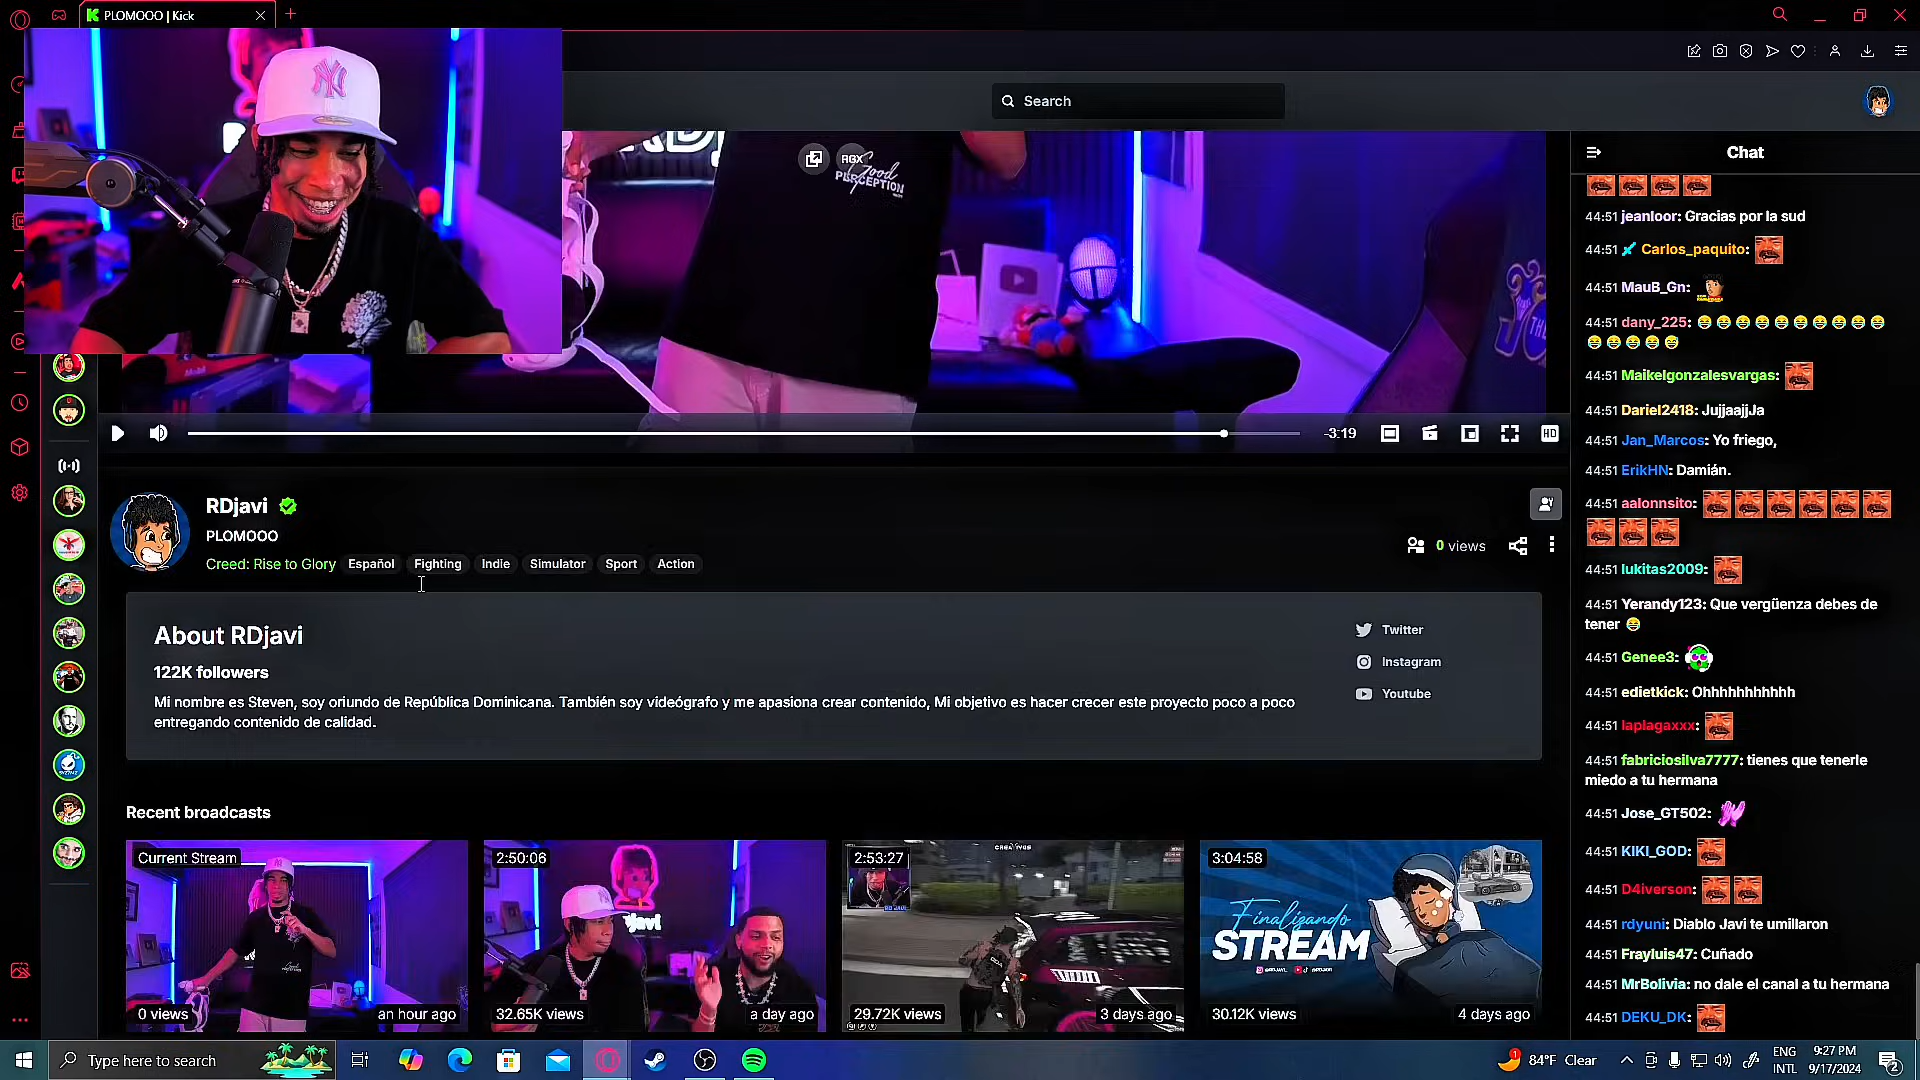 PLOMOOO | Kick
Search
NY
RGX
Good
PERCEPTION
Chat
44:51 jeanloor: Gracias por la sud
44:51 Carlos_paquito:
44:51 MauB_Gn:
44:51 dany_225: 😂😂😂😂😂😂😂😂😂😂
😂😂😂😂😅
44:51 Maikelgonzalesvargas:
44:51 Dariel2418: JujjaajjJa
44:51 Jan_Marcos: Yo friego,
44:51 ErikHN: Damián.
44:51 aalonnsito:
44:51 lukitas2009:
44:51 Yerandy123: Que vergüenza debes de
tener 😂
44:51 Genee3:
44:51 edietkick: Ohhhhhhhhhhh
44:51 laplagaxxx:
44:51 fabriciosilva7777: tienes que tenerle
miedo a tu hermana
44:51 Jose_GT502:
44:51 KIKI_GOD:
44:51 D4iverson:
44:51 rdyuni: Diablo Javi te umillaron
44:51 Frayluis47: Cuñado
44:51 MrBolivia: no dale el canal a tu hermana
44:51 DEKU_DK:
-3:19
HD
RDjavi
PLOMOOO
Creed: Rise to Glory Español Fighting Indie Simulator Sport Action
0 views
About RDjavi
122K followers
Mi nombre es Steven, soy oriundo de República Dominicana. También soy videógrafo y me apasiona crear contenido, Mi objetivo es hacer crecer este proyecto poco a poco
entregando contenido de calidad.
Twitter
Instagram
Youtube
Recent broadcasts
Current Stream
0 views
an hour ago
2:50:06
32.65K views
a day ago
2:53:27
29.72K views
3 days ago
3:04:58
Finalizando
STREAM
30.12K views
4 days ago
Type here to search
84°F Clear
ENG
INTL
9:27 PM
9/17/2024
2